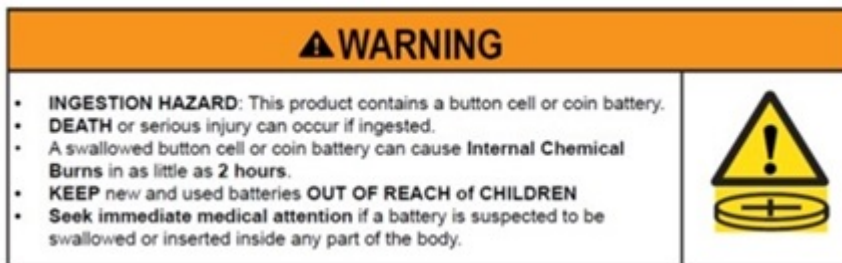 WARNING
• INGESTION HAZARD: This product contains a button cell or coin battery.
• DEATH or serious injury can occur if ingested.
• A swallowed button cell or coin battery can cause Internal Chemical
Burns in as little as 2 hours.
• KEEP new and used batteries OUT OF REACH of CHILDREN
• Seek immediate medical attention if a battery is suspected to be
swallowed or inserted inside any part of the body.